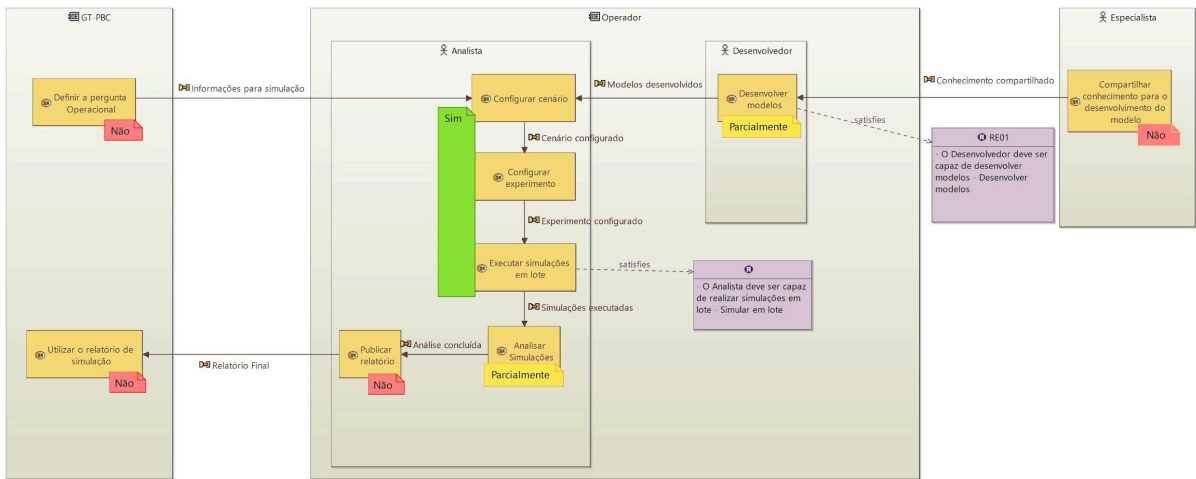 GT-PBC
Operador
Especialista
Analista
Desenvolvedor
Definir a pergunta
Operacional
Não
Informações para simulação
Configurar cenário
Sim
Modelos desenvolvidos
Desenvolver
modelos
Parcialmente
Conhecimento compartilhado
Compartilhar
conhecimento para o
desenvolvimento do
modelo
Não
satisfies
RE01
- O Desenvolvedor deve ser
capaz de desenvolver
modelos - Desenvolver
modelos
Cenário configurado
Configurar
experimento
Experimento configurado
Executar simulações
em lote
satisfies
- O Analista deve ser capaz
de realizar simulações em
lote - Simular em lote
Simulações executadas
Analisar
Simulações
Parcialmente
Análise concluída
Publicar
relatório
Não
Relatório Final
Utilizar o relatório de
simulação
Não